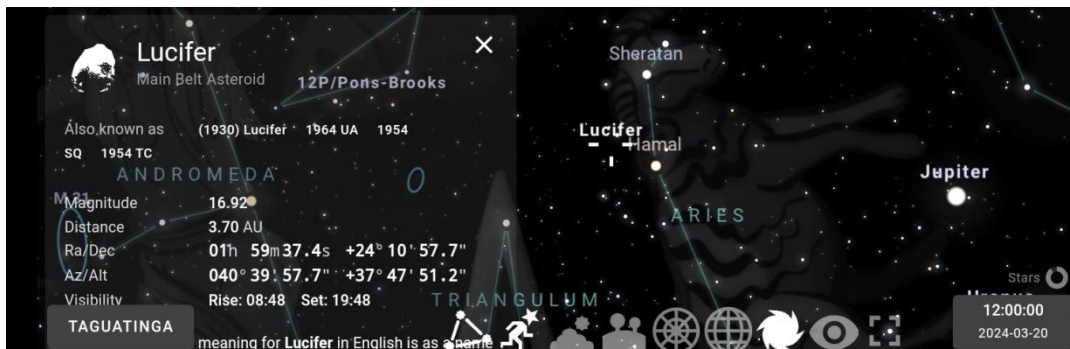 Lucifer
Main Belt Asteroid
12P/Pons-Brooks
Also known as (1930) Lucifer 1964 UA 1954
SQ 1954 TC
ANDROMEDA
M 31
Magnitude 16.92
Distance 3.70 AU
Ra/Dec 01h 59m 37.4s +24° 10' 57.7"
Az/Alt 040° 39' 57.7" +37° 47' 51.2"
Visibility Rise: 08:48 Set: 19:48
TRIANGULUM
TAGUATINGA
meaning for Lucifer in English is as a name
Sheratan
Lucifer
Hamal
ARIES
Jupiter
Stars
Uranus
12:00:00
2024-03-20